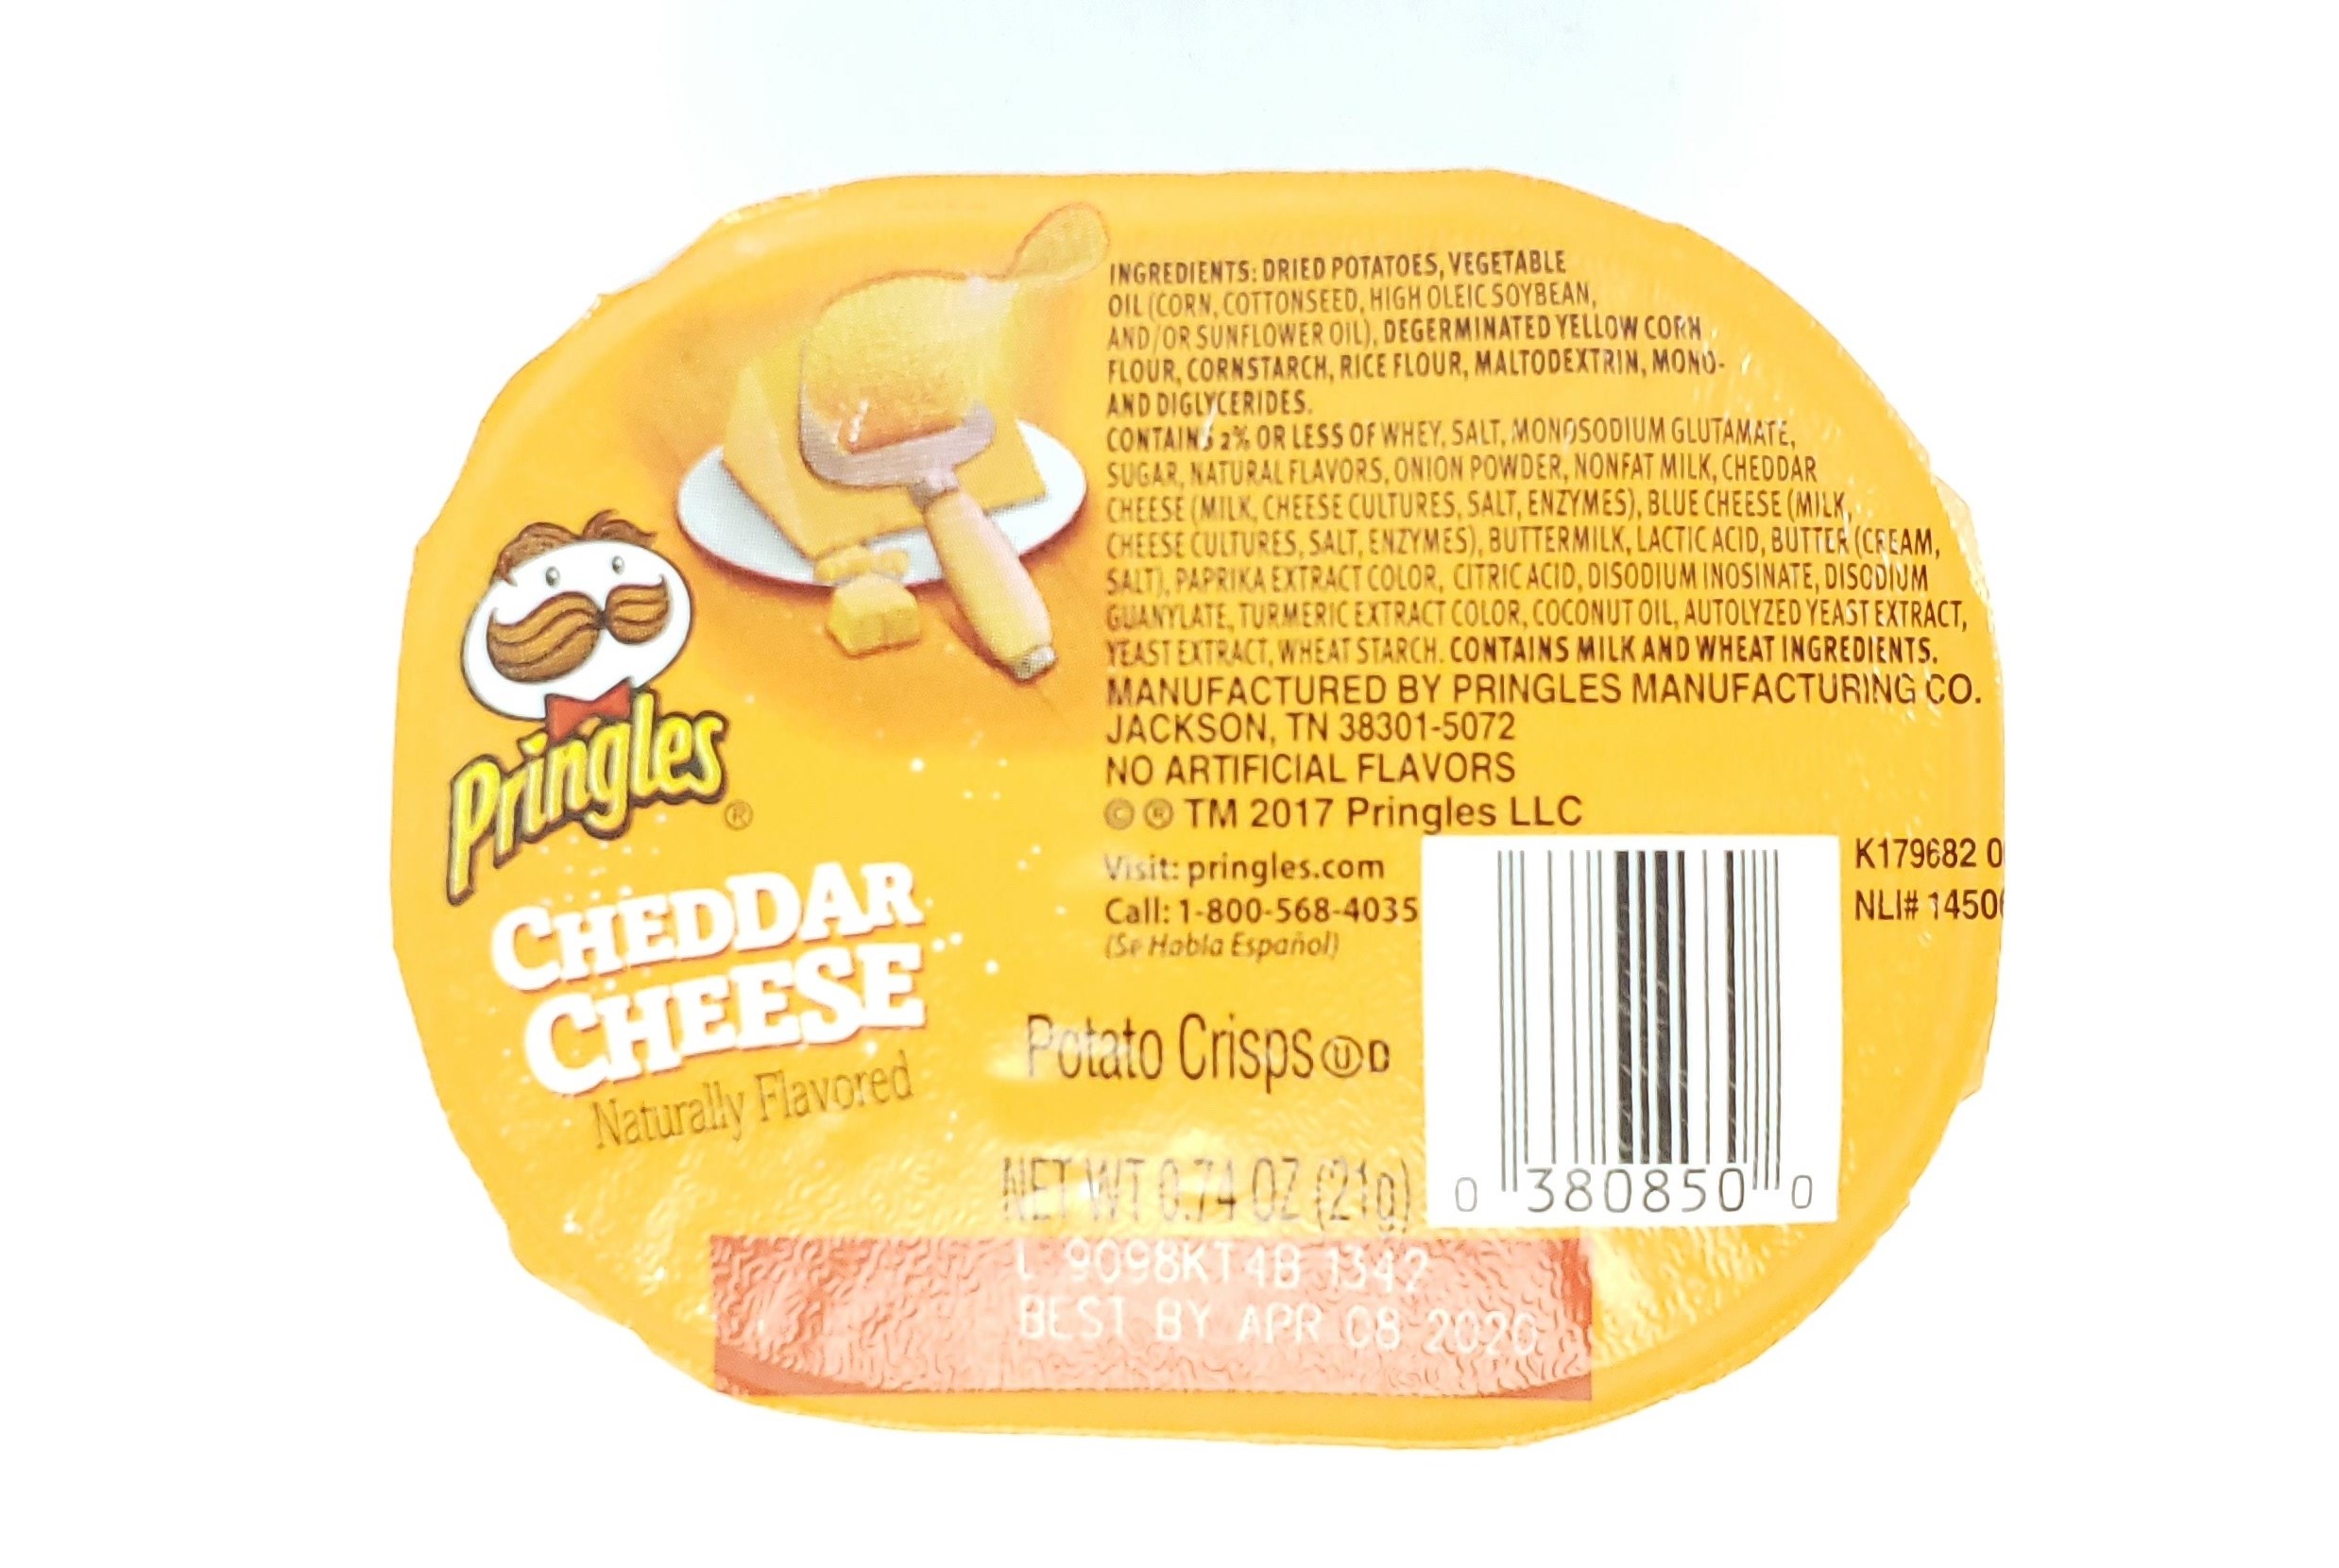 Pringles ®
CHEDDAR
CHEESE
Naturally Flavored
INGREDIENTS: DRIED POTATOES, VEGETABLE
OIL (CORN, COTTONSEED, HIGH OLEIC SOYBEAN,
AND/OR SUNFLOWER OIL), DEGERMINATED YELLOW CORN
FLOUR, CORNSTARCH, RICE FLOUR, MALTODEXTRIN, MONO-
AND DIGLYCERIDES.
CONTAINS 2% OR LESS OF WHEY, SALT, MONOSODIUM GLUTAMATE,
SUGAR, NATURAL FLAVORS, ONION POWDER, NONFAT MILK, CHEDDAR
CHEESE (MILK, CHEESE CULTURES, SALT, ENZYMES), BLUE CHEESE (MILK,
CHEESE CULTURES, SALT, ENZYMES), BUTTERMILK, LACTIC ACID, BUTTER (CREAM,
SALT), PAPRIKA EXTRACT COLOR, CITRIC ACID, DISODIUM INOSINATE, DISODIUM
GUANYLATE, TURMERIC EXTRACT COLOR, COCONUT OIL, AUTOLYZED YEAST EXTRACT,
YEAST EXTRACT, WHEAT STARCH. CONTAINS MILK AND WHEAT INGREDIENTS.
MANUFACTURED BY PRINGLES MANUFACTURING CO.
JACKSON, TN 38301-5072
NO ARTIFICIAL FLAVORS
© ® TM 2017 Pringles LLC
Visit: pringles.com
Call: 1-800-568-4035
(Se Habla Español)
K179682 0
NLI# 1450
Potato Crisps Ⓤ D
NET WT 0.74 OZ (21g)
0 380850 0
L 9098KT4B 1342
BEST BY APR 08 2020